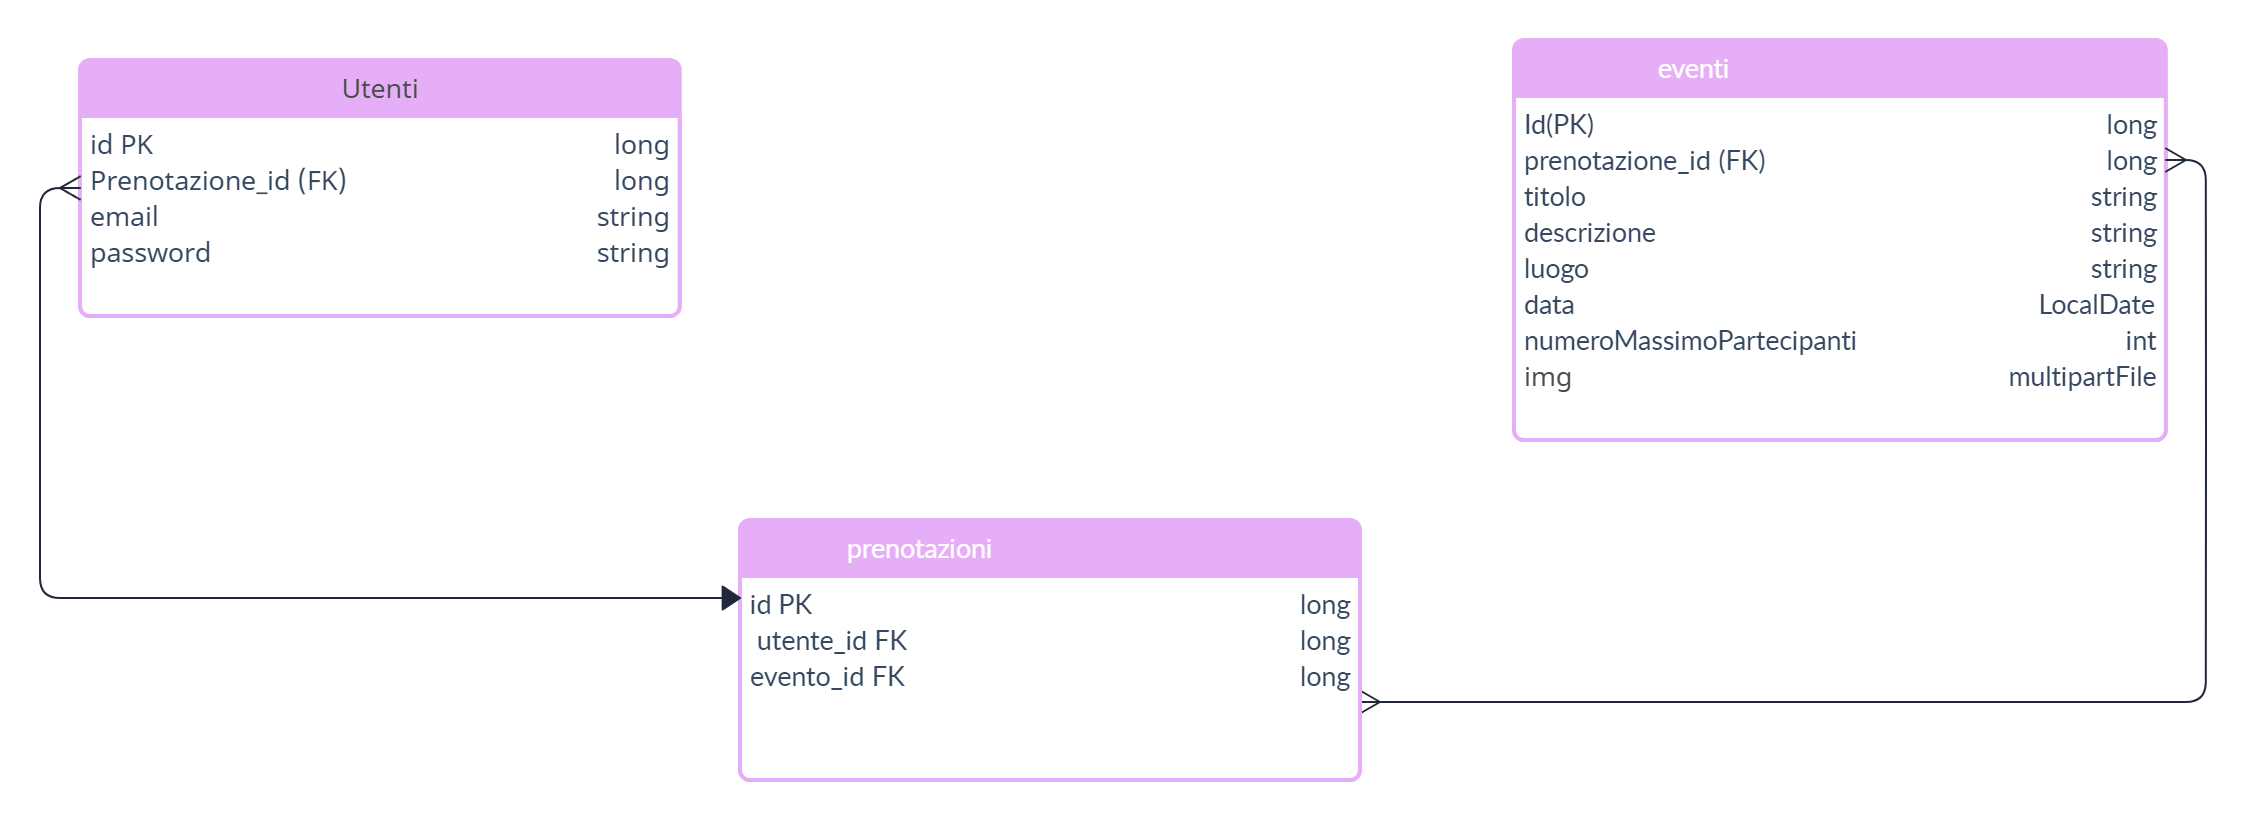 Utenti
id PK long
Prenotazione_id (FK) long
email string
password string
eventi
Id(PK) long
prenotazione_id (FK) long
titolo string
descrizione string
luogo string
data LocalDate
numeroMassimoPartecipanti int
img multipartFile
prenotazioni
id PK long
utente_id FK long
evento_id FK long